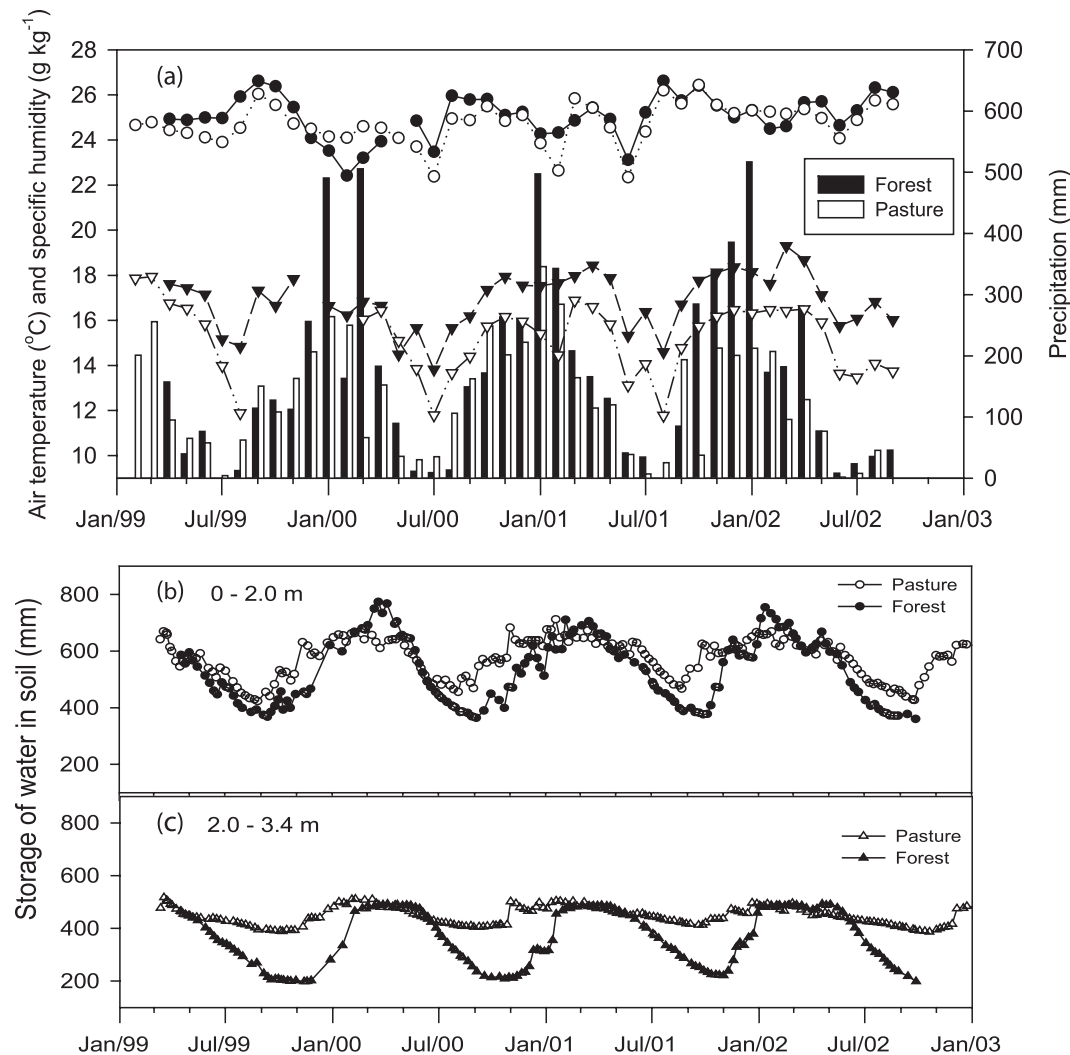 (a)
Air temperature (°C) and specific humidity (g kg⁻¹)
28
26
24
22
20
18
16
14
12
10
700
600
500
400
300
200
100
0
Precipitation (mm)
Forest
Pasture
Jan/99
Jul/99
Jan/00
Jul/00
Jan/01
Jul/01
Jan/02
Jul/02
Jan/03
Storage of water in soil (mm)
(b) 0 - 2.0 m
Pasture
Forest
800
600
400
200
(c) 2.0 - 3.4 m
Pasture
Forest
800
600
400
200
Jan/99
Jul/99
Jan/00
Jul/00
Jan/01
Jul/01
Jan/02
Jul/02
Jan/03